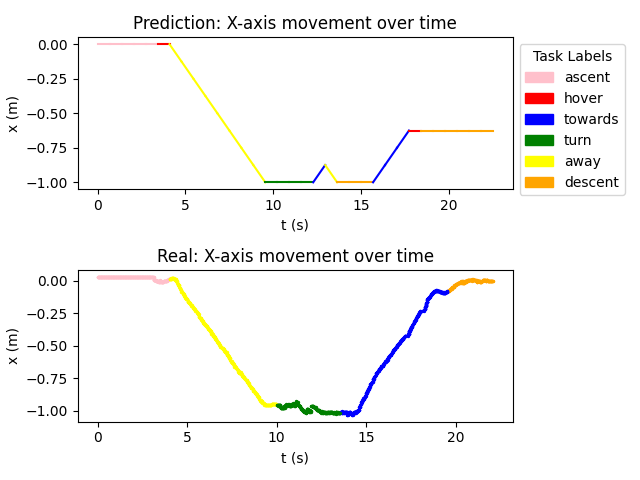 Prediction: X-axis movement over time
0.00
−0.25
−0.50
−0.75
−1.00
x (m)
0 5 10 15 20
t (s)
Task Labels
ascent
hover
towards
turn
away
descent
Real: X-axis movement over time
0.00
−0.25
−0.50
−0.75
−1.00
x (m)
0 5 10 15 20
t (s)